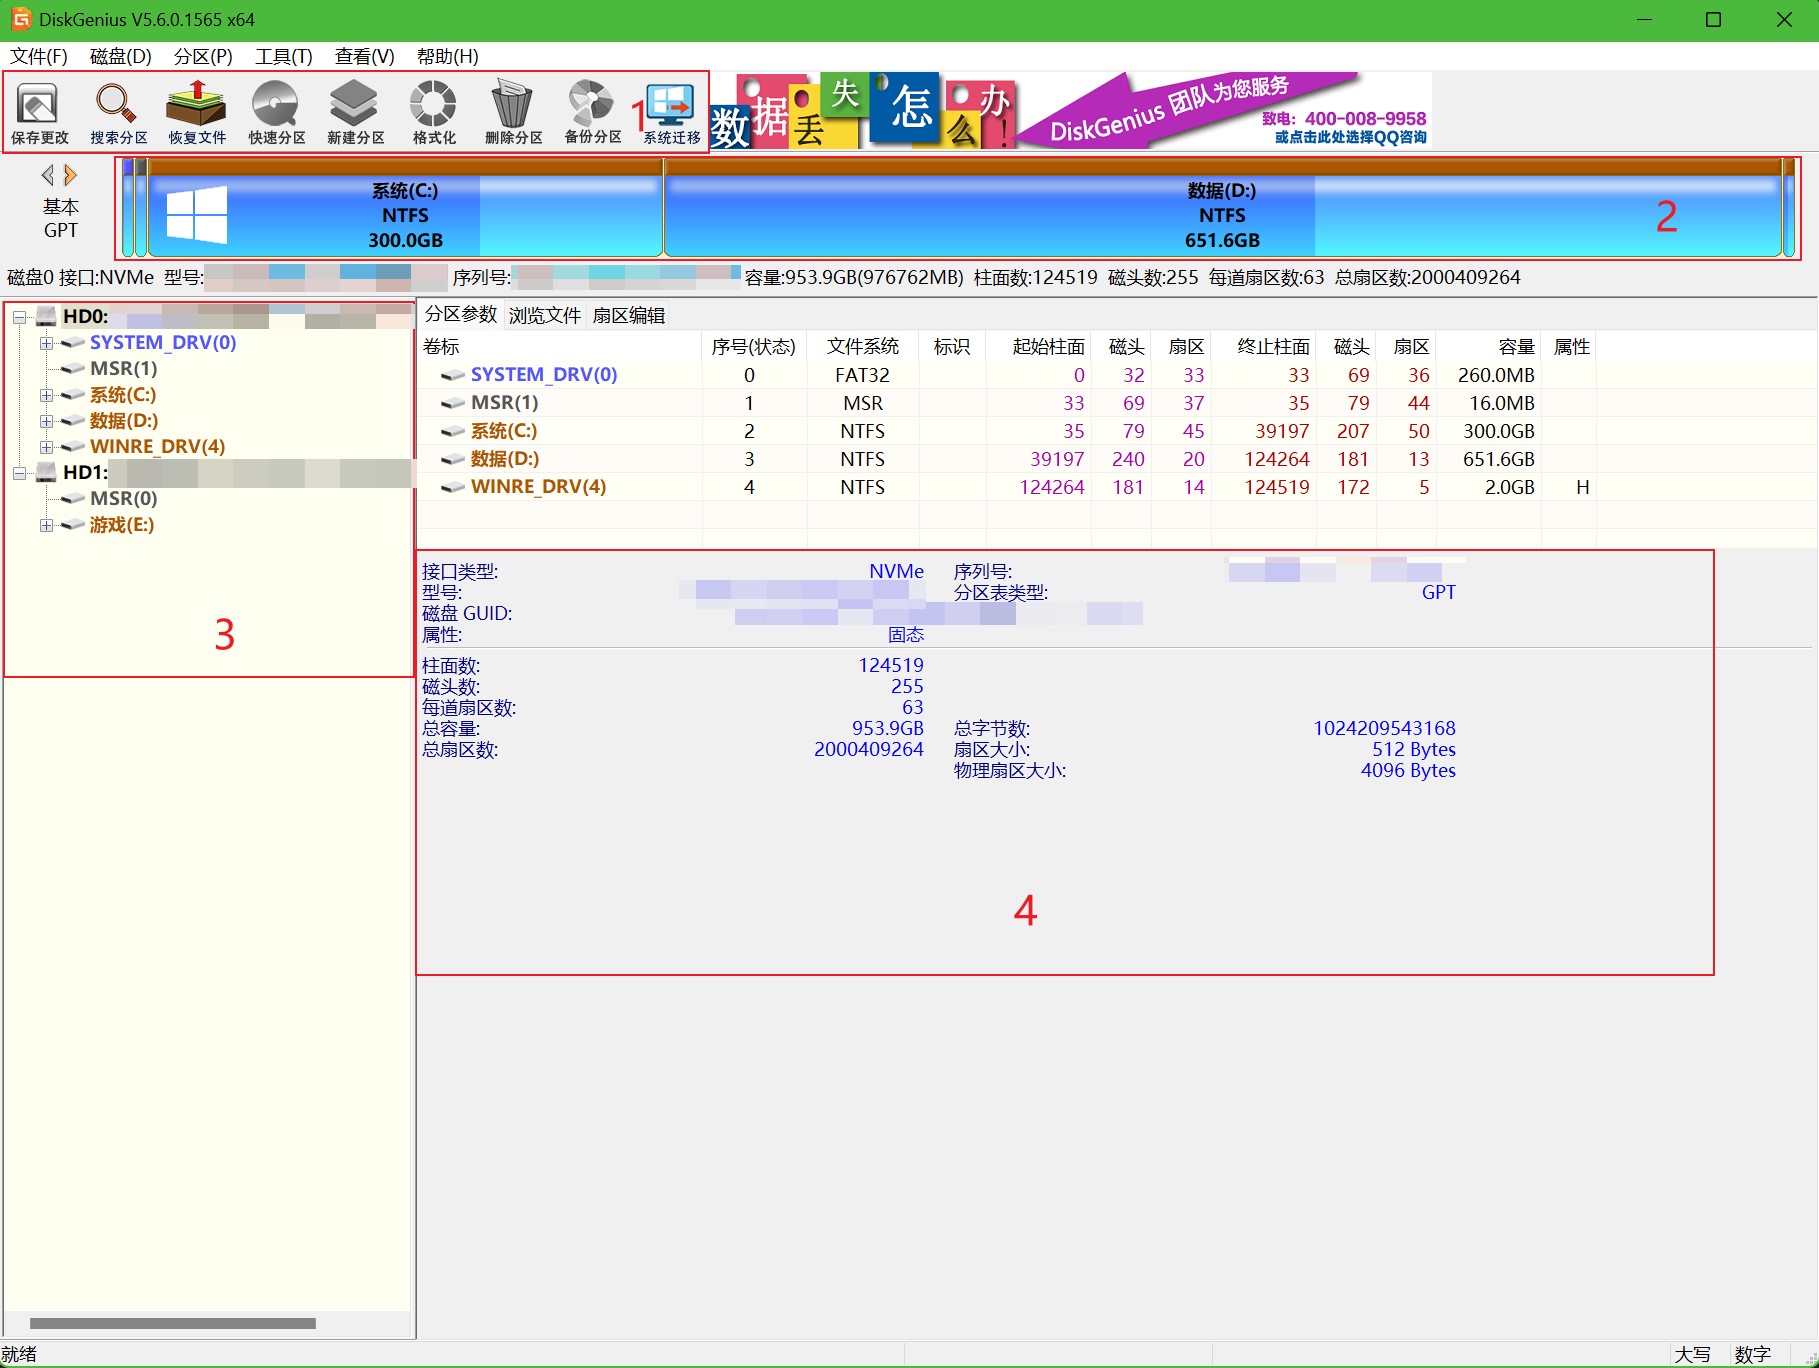 DiskGenius V5.6.0.1565 x64
文件(F) 磁盘(D) 分区(P) 工具(T) 查看(V) 帮助(H)
保存更改 搜索分区 恢复文件 快速分区 新建分区 格式化 删除分区 备份分区 系统迁移
1
数据丢失怎么办!
DiskGenius 团队为您服务
致电: 400-008-9958
或点击此处选择QQ咨询
基本
GPT
系统(C:)
NTFS
300.0GB
数据(D:)
NTFS
651.6GB
2
磁盘0 接口:NVMe 型号: 序列号: 容量:953.9GB(976762MB) 柱面数:124519 磁头数:255 每道扇区数:63 总扇区数:2000409264
HD0:
SYSTEM_DRV(0)
MSR(1)
系统(C:)
数据(D:)
WINRE_DRV(4)
HD1:
MSR(0)
游戏(E:)
3
分区参数 浏览文件 扇区编辑
卷标 序号(状态) 文件系统 标识 起始柱面 磁头 扇区 终止柱面 磁头 扇区 容量 属性
SYSTEM_DRV(0) 0 FAT32 0 32 33 33 69 36 260.0MB
MSR(1) 1 MSR 33 69 37 35 79 44 16.0MB
系统(C:) 2 NTFS 35 79 45 39197 207 50 300.0GB
数据(D:) 3 NTFS 39197 240 20 124264 181 13 651.6GB
WINRE_DRV(4) 4 NTFS 124264 181 14 124519 172 5 2.0GB H
接口类型: NVMe 序列号:
型号: 分区表类型: GPT
磁盘 GUID:
属性: 固态
柱面数: 124519
磁头数: 255
每道扇区数: 63
总容量: 953.9GB 总字节数: 1024209543168
总扇区数: 2000409264 扇区大小: 512 Bytes
物理扇区大小: 4096 Bytes
4
就绪 大写 数字